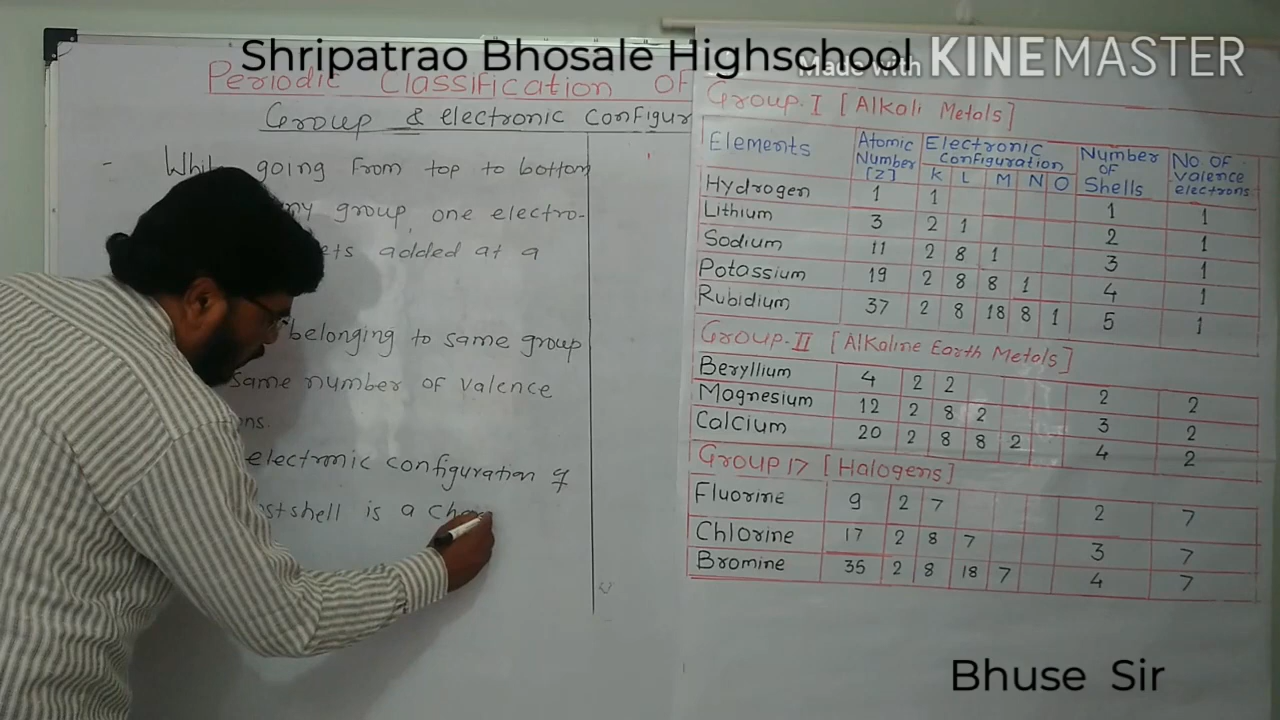 Shripatrao Bhosale Highschool
Made with KINEMASTER
Periodic Classification OF
Group & electronic configur
- While going From top to bottom
ny group, one electro-
ets added at a
belonging to same group
same number of valence
ons.
electronic configuration of
st shell is a cha
Group-I [Alkali Metals]
Elements Atomic Number [Z] Electronic Configuration K L M N O Number of Shells No. of valence electrons
Hydrogen 1 1 1 1
Lithium 3 2 1 2 1
Sodium 11 2 8 1 3 1
Potassium 19 2 8 8 1 4 1
Rubidium 37 2 8 18 8 1 5 1
Group-II [Alkaline Earth Metals]
Beryllium 4 2 2 2 2
Magnesium 12 2 8 2 3 2
Calcium 20 2 8 8 2 4 2
Group 17 [Halogens]
Fluorine 9 2 7 2 7
Chlorine 17 2 8 7 3 7
Bromine 35 2 8 18 7 4 7
Bhuse Sir